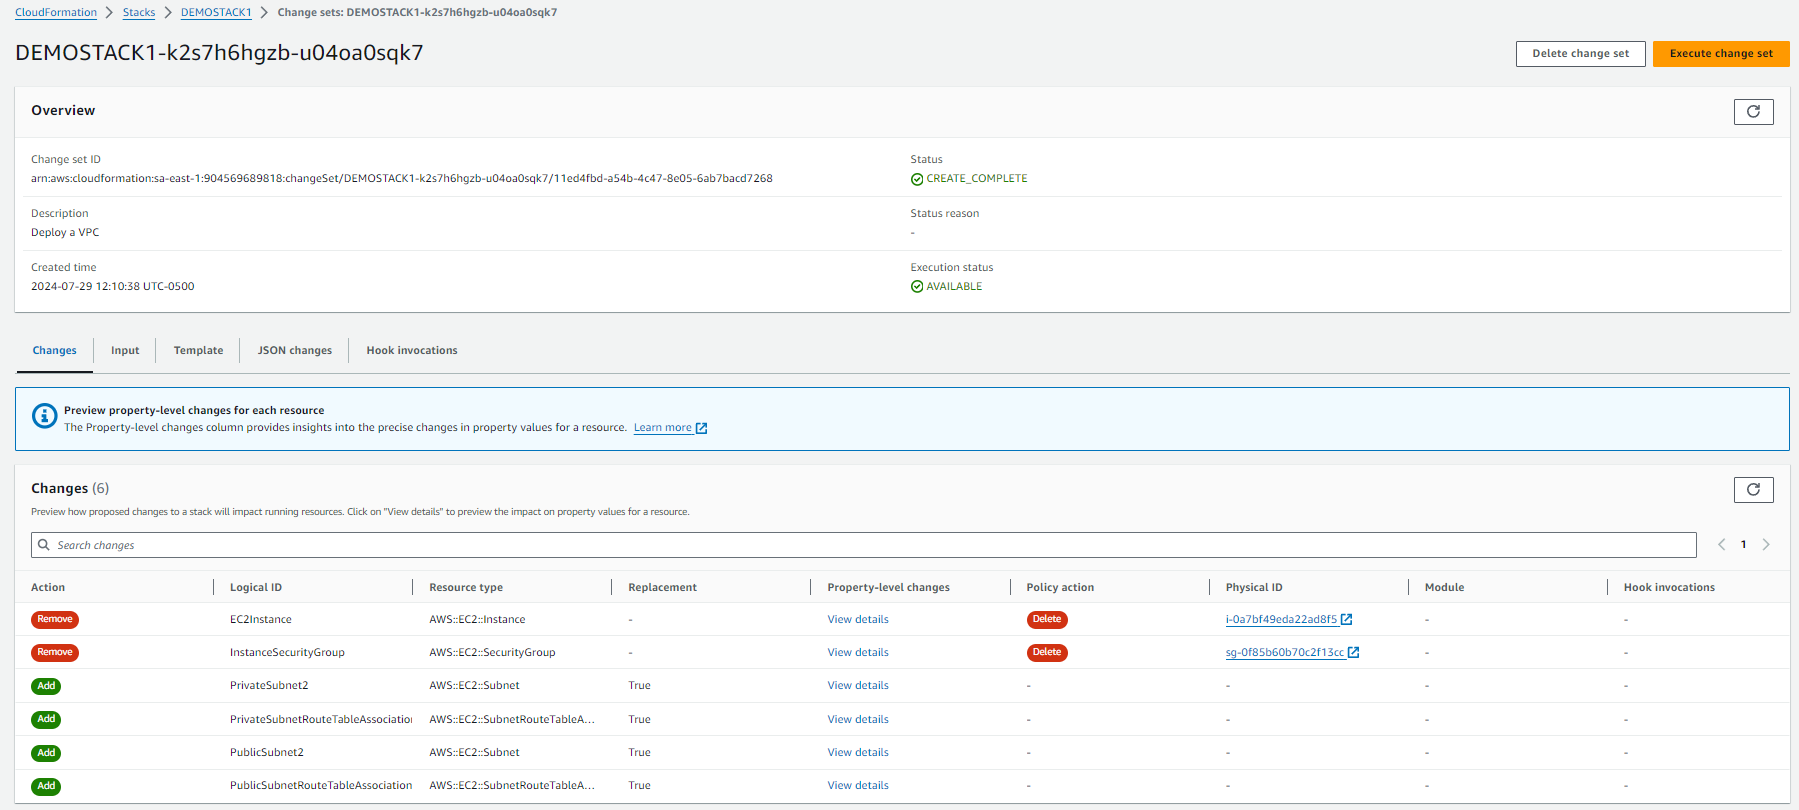 CloudFormation > Stacks > DEMOSTACK1 > Change sets: DEMOSTACK1-k2s7h6hgzb-u04oa0sqk7
DEMOSTACK1-k2s7h6hgzb-u04oa0sqk7
Delete change set
Execute change set
Overview
Change set ID
arn:aws:cloudformation:sa-east-1:904569689818:changeSet/DEMOSTACK1-k2s7h6hgzb-u04oa0sqk7/11ed4fbd-a54b-4c47-8e05-6ab7bacd7268
Status
CREATE_COMPLETE
Description
Deploy a VPC
Status reason
-
Created time
2024-07-29 12:10:38 UTC-0500
Execution status
AVAILABLE
Changes Input Template JSON changes Hook invocations
Preview property-level changes for each resource
The Property-level changes column provides insights into the precise changes in property values for a resource. Learn more
Changes (6)
Preview how proposed changes to a stack will impact running resources. Click on "View details" to preview the impact on property values for a resource.
Search changes
1
Action Logical ID Resource type Replacement Property-level changes Policy action Physical ID Module Hook invocations
Remove EC2Instance AWS::EC2::Instance - View details Delete i-0a7bf49eda22ad8f5 - -
Remove InstanceSecurityGroup AWS::EC2::SecurityGroup - View details Delete sg-0f85b60b70c2f13cc - -
Add PrivateSubnet2 AWS::EC2::Subnet True View details - - - -
Add PrivateSubnetRouteTableAssociation AWS::EC2::SubnetRouteTableA... True View details - - - -
Add PublicSubnet2 AWS::EC2::Subnet True View details - - - -
Add PublicSubnetRouteTableAssociation AWS::EC2::SubnetRouteTableA... True View details - - - -